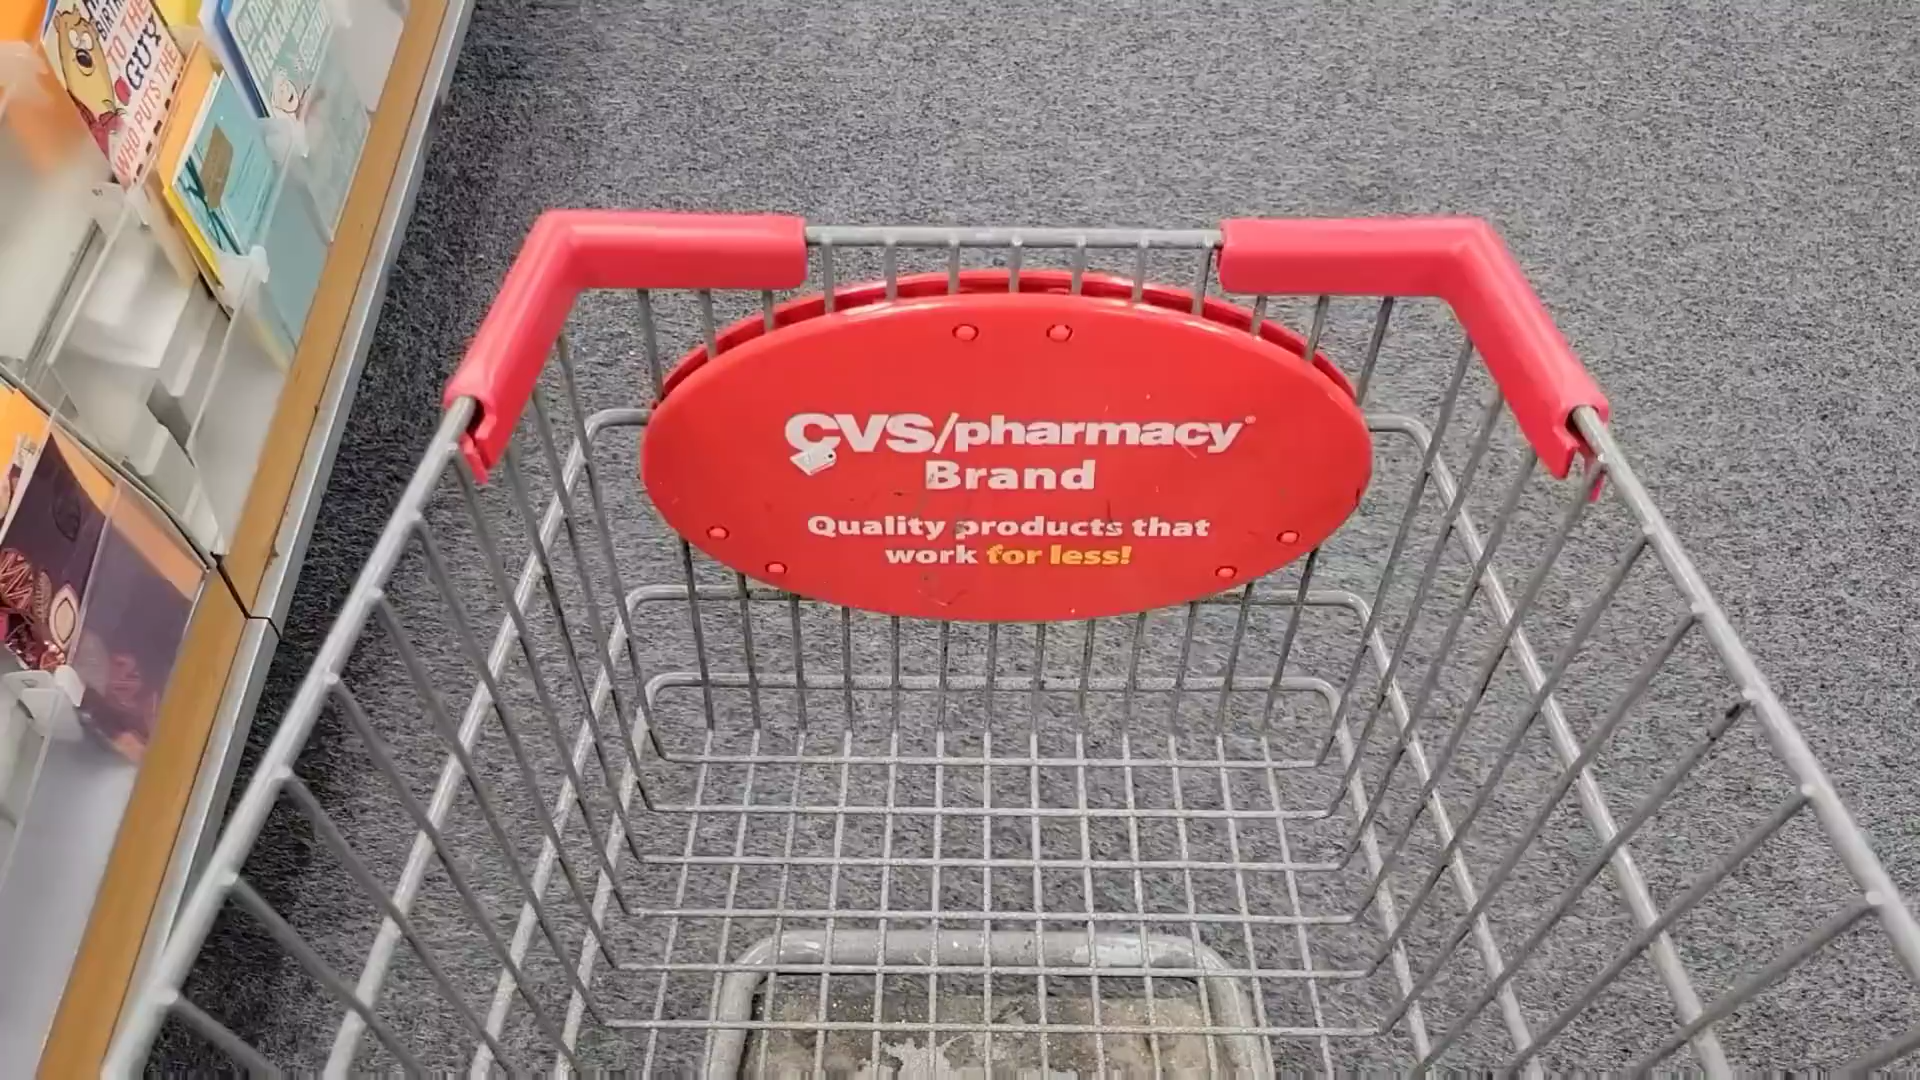 TO THE
GUY
WHO PUTS THE
CVS/pharmacy®
Brand
Quality products that
work for less!